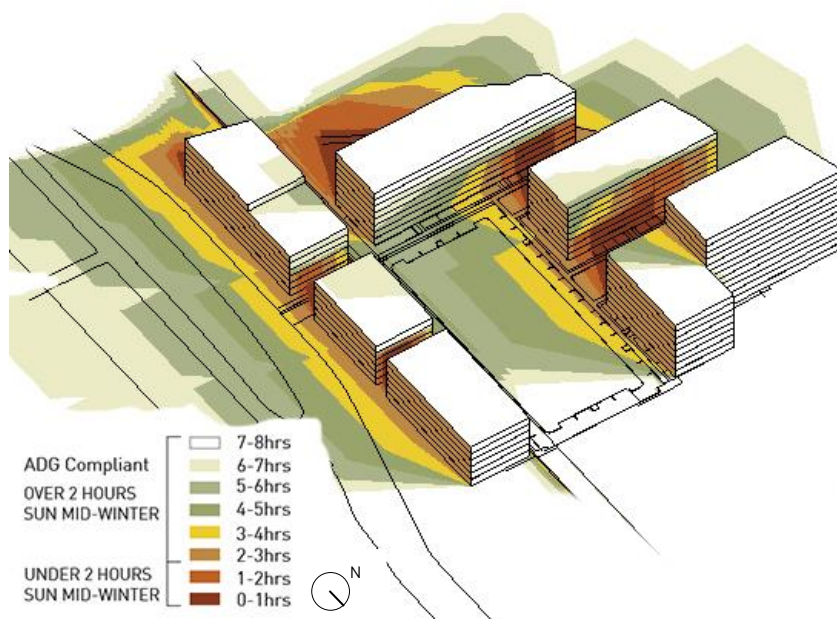 7-8hrs
ADG Compliant
6-7hrs
5-6hrs
OVER 2 HOURS
SUN MID-WINTER
4-5hrs
3-4hrs
2-3hrs
UNDER 2 HOURS
SUN MID-WINTER
1-2hrs
0-1hrs
N